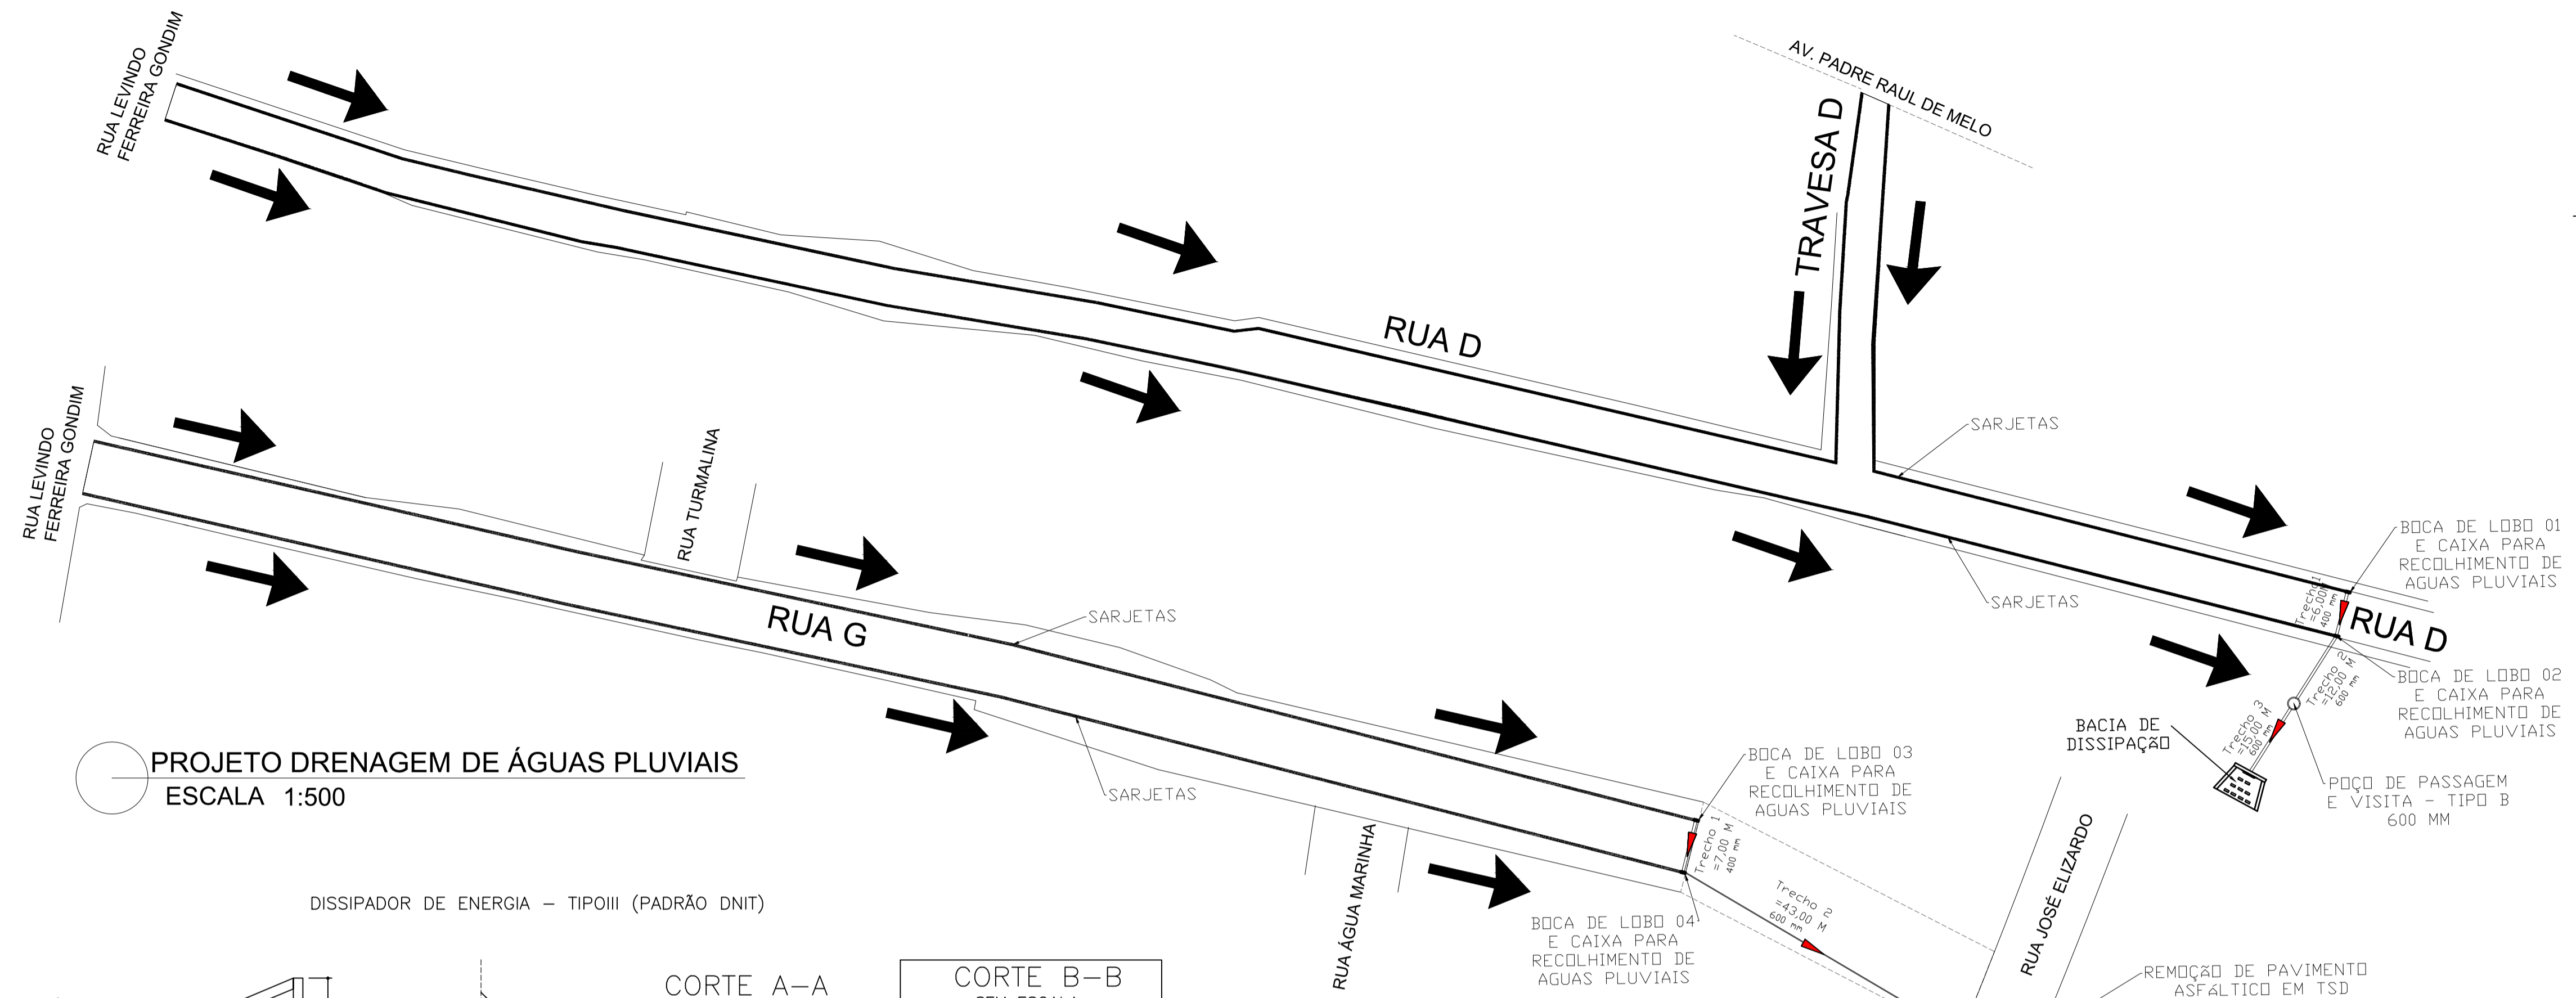 RUA LEVINDO
FERREIRA GONDIM
AV. PADRE RAUL DE MELO
TRAVESA D
RUA D
SARJETAS
SARJETAS
BOCA DE LOBO 01
E CAIXA PARA
RECOLHIMENTO DE
AGUAS PLUVIAIS
Trecho 1
=6,00M
400 mm
RUA D
Trecho 2
=12,00 M
600 mm
BOCA DE LOBO 02
E CAIXA PARA
RECOLHIMENTO DE
AGUAS PLUVIAIS
Trecho 3
=15,00 M
600 mm
BACIA DE
DISSIPAÇÃO
POÇO DE PASSAGEM
E VISITA - TIPO B
600 MM
RUA LEVINDO
FERREIRA GONDIM
RUA TURMALINA
RUA G
SARJETAS
SARJETAS
BOCA DE LOBO 03
E CAIXA PARA
RECOLHIMENTO DE
AGUAS PLUVIAIS
Trecho 1
=7,00 M
400 mm
Trecho 2
=43,00 M
600 mm
BOCA DE LOBO 04
E CAIXA PARA
RECOLHIMENTO DE
AGUAS PLUVIAIS
RUA ÁGUA MARINHA
RUA JOSÉ ELIZARDO
REMOÇÃO DE PAVIMENTO
ASFÁLTICO EM TSD
PROJETO DRENAGEM DE ÁGUAS PLUVIAIS
ESCALA 1:500
DISSIPADOR DE ENERGIA - TIPOIII (PADRÃO DNIT)
CORTE A-A
CORTE B-B